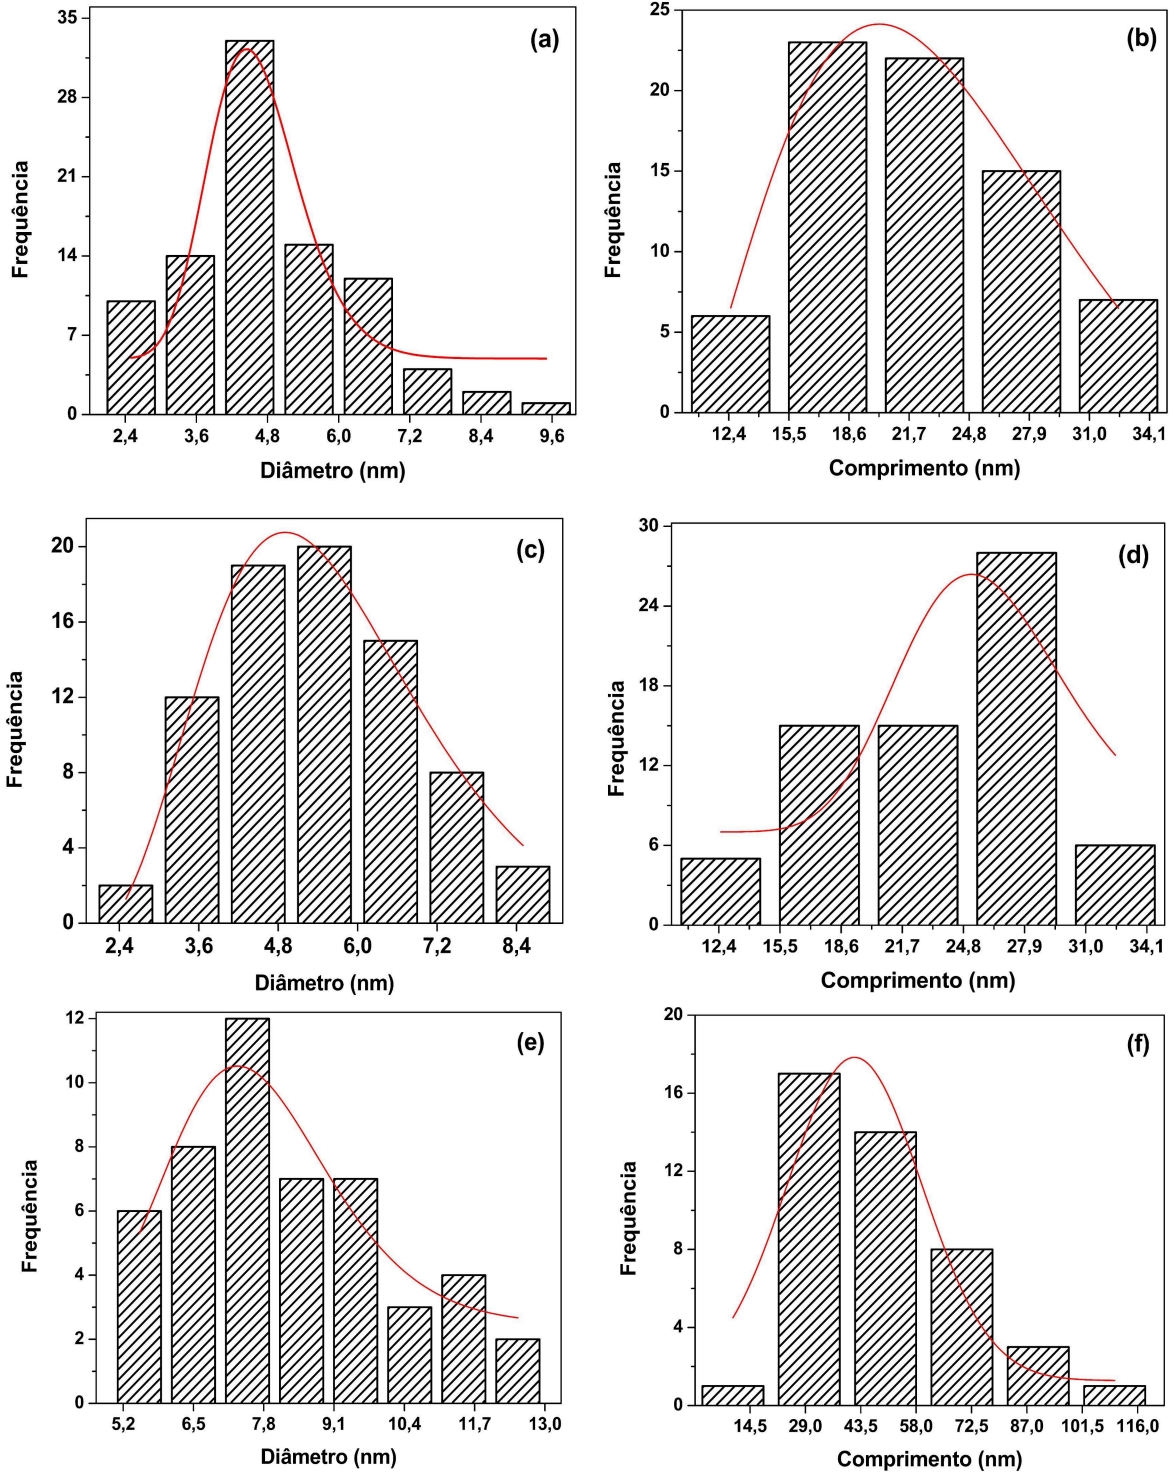 (a)
35
28
21
14
7
0
Frequência
2,4 3,6 4,8 6,0 7,2 8,4 9,6
Diâmetro (nm)
(b)
25
20
15
10
5
0
Frequência
12,4 15,5 18,6 21,7 24,8 27,9 31,0 34,1
Comprimento (nm)
(c)
20
16
12
8
4
0
Frequência
2,4 3,6 4,8 6,0 7,2 8,4
Diâmetro (nm)
(d)
30
24
18
12
6
0
Frequência
12,4 15,5 18,6 21,7 24,8 27,9 31,0 34,1
Comprimento (nm)
(e)
12
10
8
6
4
2
0
Frequência
5,2 6,5 7,8 9,1 10,4 11,7 13,0
Diâmetro (nm)
(f)
20
16
12
8
4
0
Frequência
14,5 29,0 43,5 58,0 72,5 87,0 101,5 116,0
Comprimento (nm)